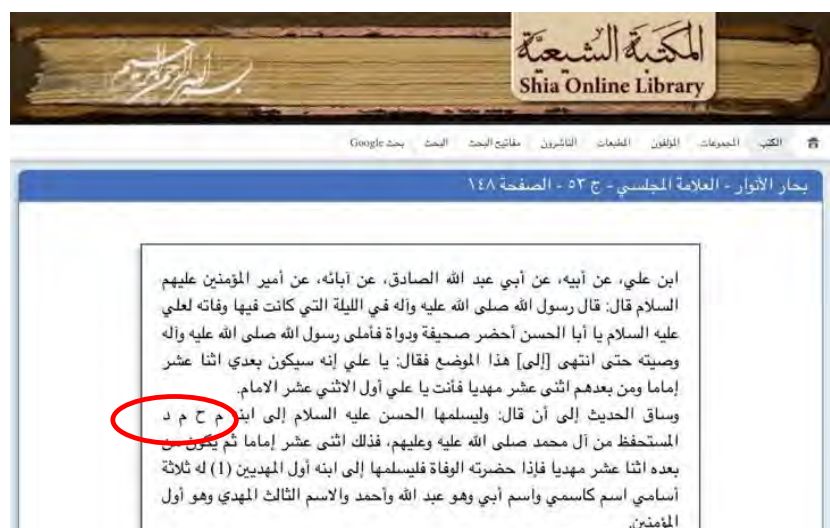 بسم الله الرحمن الرحيم
المكتبة الشيعية
Shia Online Library
الكتب المجموعات المؤلفون الطبعات الناشرون مفاتيح البحث البحث بحث Google
بحار الأنوار - العلامة المجلسي - ج ٥٣ - الصفحة ١٤٨
ابن علي، عن أبيه، عن أبي عبد الله الصادق، عن آبائه، عن أمير المؤمنين عليهم
السلام قال: قال رسول الله صلى الله عليه وآله في الليلة التي كانت فيها وفاته لعلي
عليه السلام يا أبا الحسن أحضر صحيفة ودواة فأملى رسول الله صلى الله عليه وآله
وصيته حتى انتهى [إلى] هذا الموضع فقال: يا علي إنه سيكون بعدي اثنا عشر
إماما ومن بعدهم اثنى عشر مهديا فأنت يا علي أول الاثني عشر الامام.
وساق الحديث إلى أن قال: وليسلمها الحسن عليه السلام إلى ابنه م ح م د
المستحفظ من آل محمد صلى الله عليه وعليهم، فذلك اثنى عشر إماما ثم يكون من
بعده اثنا عشر مهديا فإذا حضرته الوفاة فليسلمها إلى ابنه أول المهديين (1) له ثلاثة
أسامي اسم كاسمي واسم أبي وهو عبد الله وأحمد والاسم الثالث المهدي وهو أول
المؤمنين.